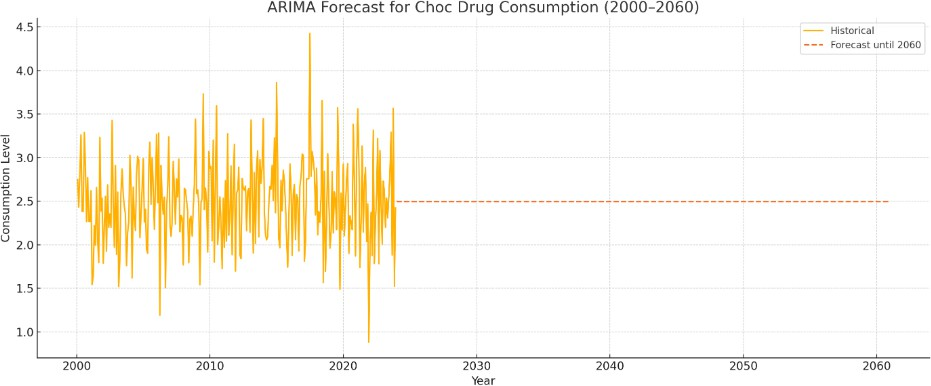 ARIMA Forecast for Choc Drug Consumption (2000–2060)
Historical
Forecast until 2060
Consumption Level
4.5
4.0
3.5
3.0
2.5
2.0
1.5
1.0
2000 2010 2020 2030 2040 2050 2060
Year